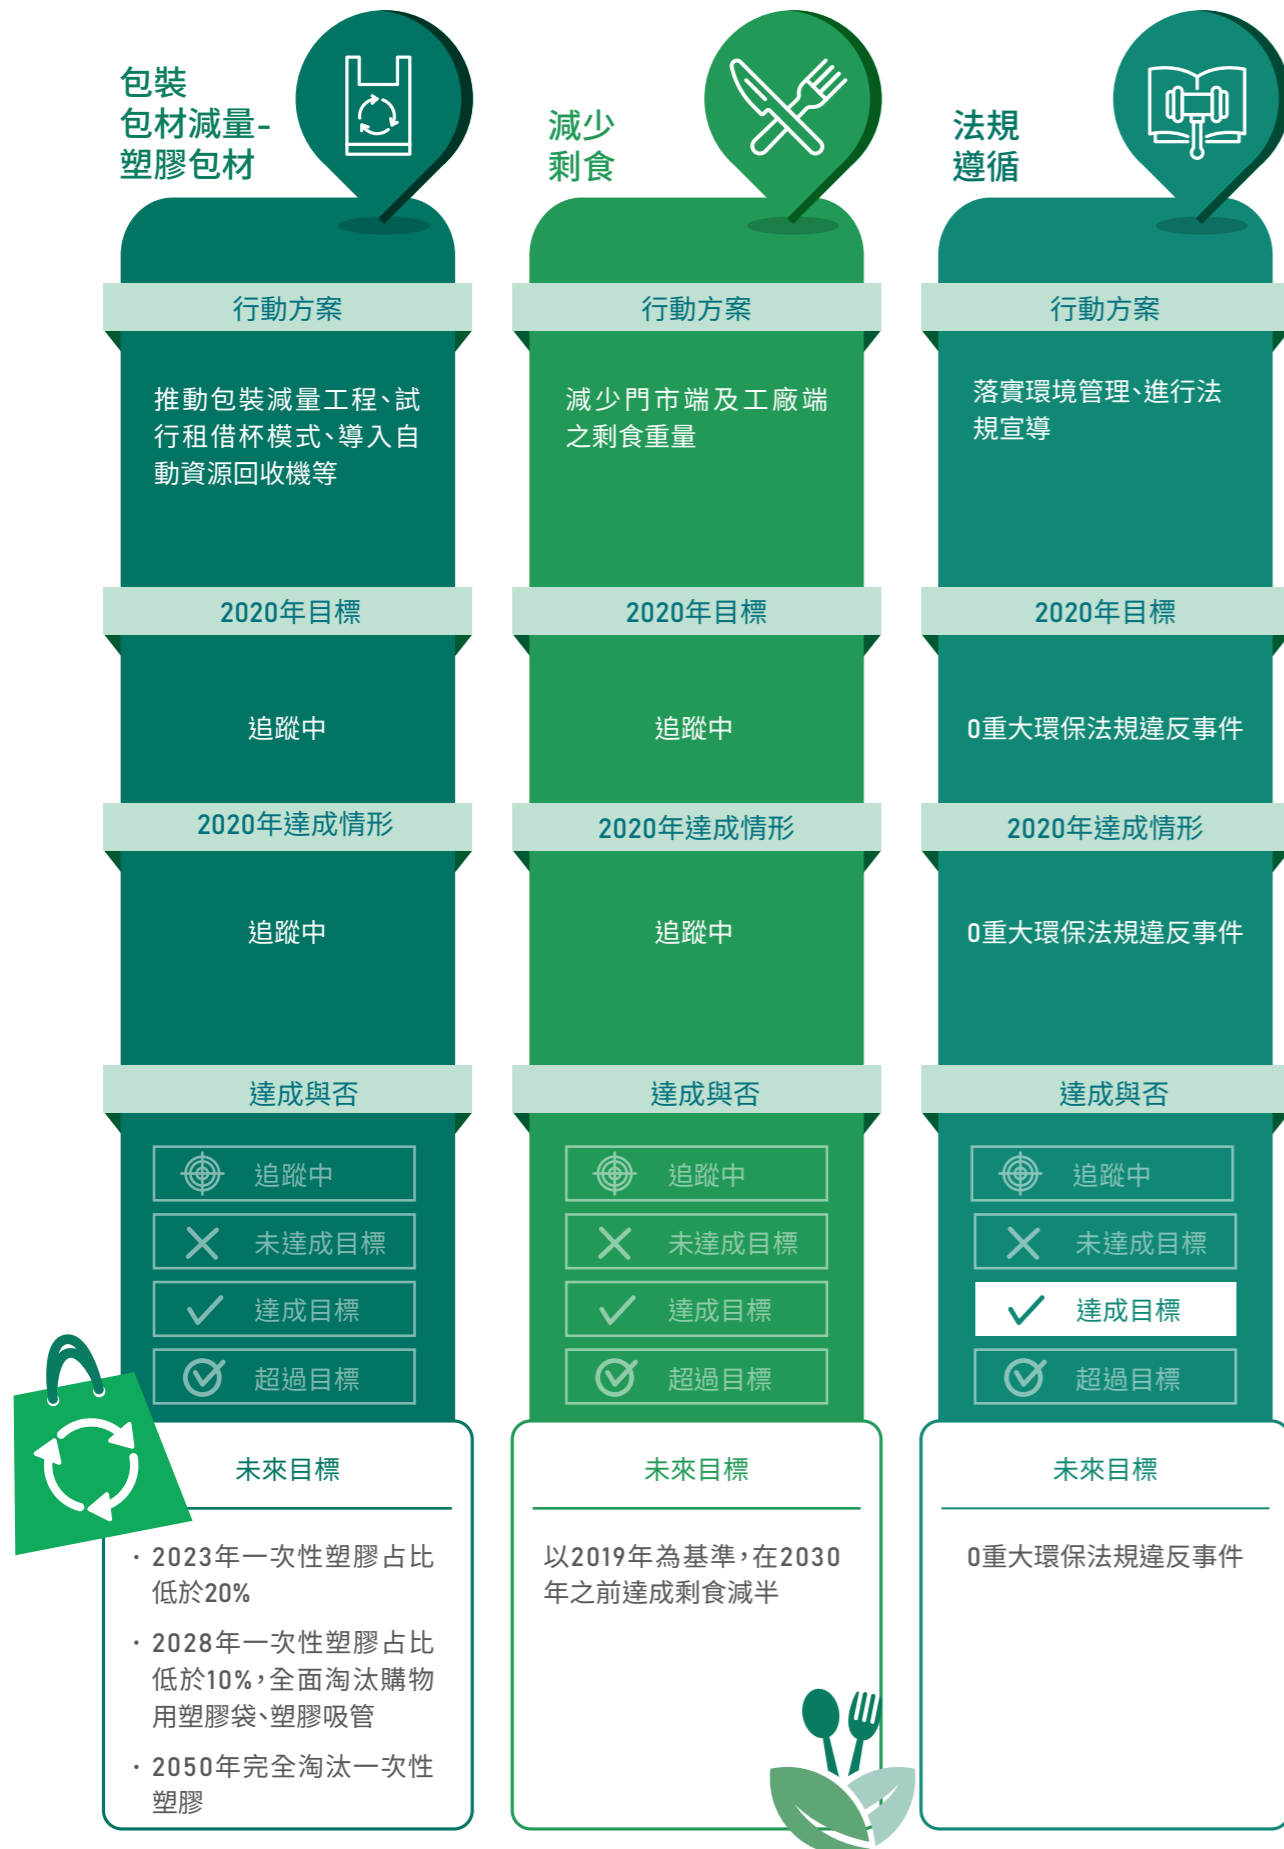 包裝
包材減量-
塑膠包材
行動方案
推動包裝減量工程、試
行租借杯模式、導入自
動資源回收機等
2020年目標
追蹤中
2020年達成情形
追蹤中
達成與否
追蹤中
未達成目標
達成目標
超過目標
未來目標
· 2023年一次性塑膠占比
低於20%
· 2028年一次性塑膠占比
低於10%，全面淘汰購物
用塑膠袋、塑膠吸管
· 2050年完全淘汰一次性
塑膠
減少
剩食
行動方案
減少門市端及工廠端
之剩食重量
2020年目標
追蹤中
2020年達成情形
追蹤中
達成與否
追蹤中
未達成目標
達成目標
超過目標
未來目標
以2019年為基準，在2030
年之前達成剩食減半
法規
遵循
行動方案
落實環境管理、進行法
規宣導
2020年目標
0重大環保法規違反事件
2020年達成情形
0重大環保法規違反事件
達成與否
追蹤中
未達成目標
達成目標
超過目標
未來目標
0重大環保法規違反事件